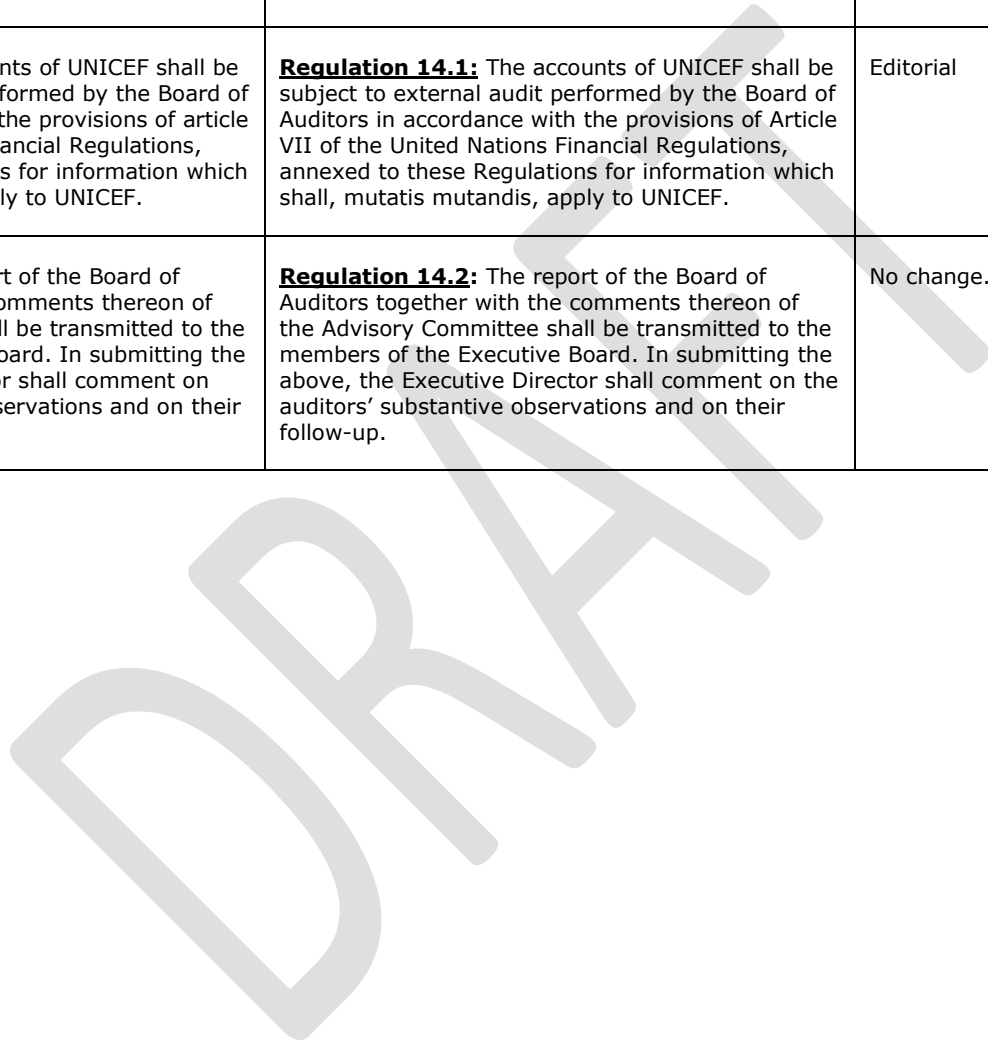 nts of UNICEF shall be
formed by the Board of
the provisions of article
ancial Regulations,
s for information which
ly to UNICEF.
Regulation 14.1: The accounts of UNICEF shall be
subject to external audit performed by the Board of
Auditors in accordance with the provisions of Article
VII of the United Nations Financial Regulations,
annexed to these Regulations for information which
shall, mutatis mutandis, apply to UNICEF.
Editorial
rt of the Board of
omments thereon of
ll be transmitted to the
oard. In submitting the
or shall comment on
servations and on their
Regulation 14.2: The report of the Board of
Auditors together with the comments thereon of
the Advisory Committee shall be transmitted to the
members of the Executive Board. In submitting the
above, the Executive Director shall comment on the
auditors’ substantive observations and on their
follow-up.
No change.
DRAFT